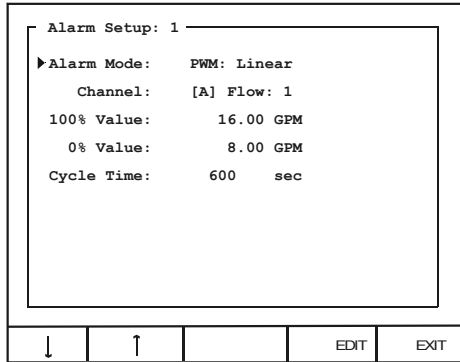 Alarm Setup: 1
Alarm Mode: PWM: Linear
Channel: [A] Flow: 1
100% Value: 16.00 GPM
0% Value: 8.00 GPM
Cycle Time: 600 sec
↓ ↑ EDIT EXIT